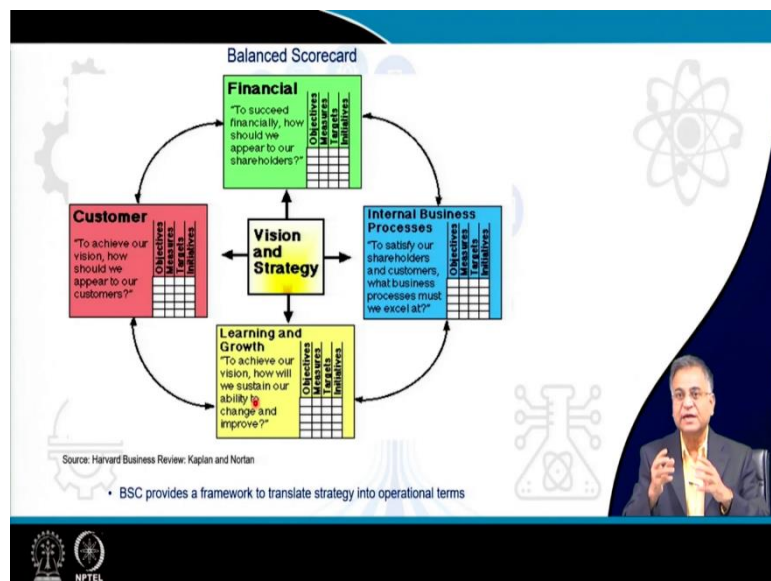 Balanced Scorecard
Financial
"To succeed
financially, how
should we
appear to our
shareholders?"
Objectives
Measures
Targets
Initiatives
Customer
"To achieve our
vision, how
should we
appear to our
customers?"
Objectives
Measures
Targets
Initiatives
Vision
and
Strategy
Internal Business
Processes
"To satisfy our
shareholders
and customers,
what business
processes must
we excel at?"
Objectives
Measures
Targets
Initiatives
Learning and
Growth
"To achieve our
vision, how will
we sustain our
ability to
change and
improve?"
Objectives
Measures
Targets
Initiatives
Source: Harvard Business Review: Kaplan and Nortan
• BSC provides a framework to translate strategy into operational terms
NPTEL